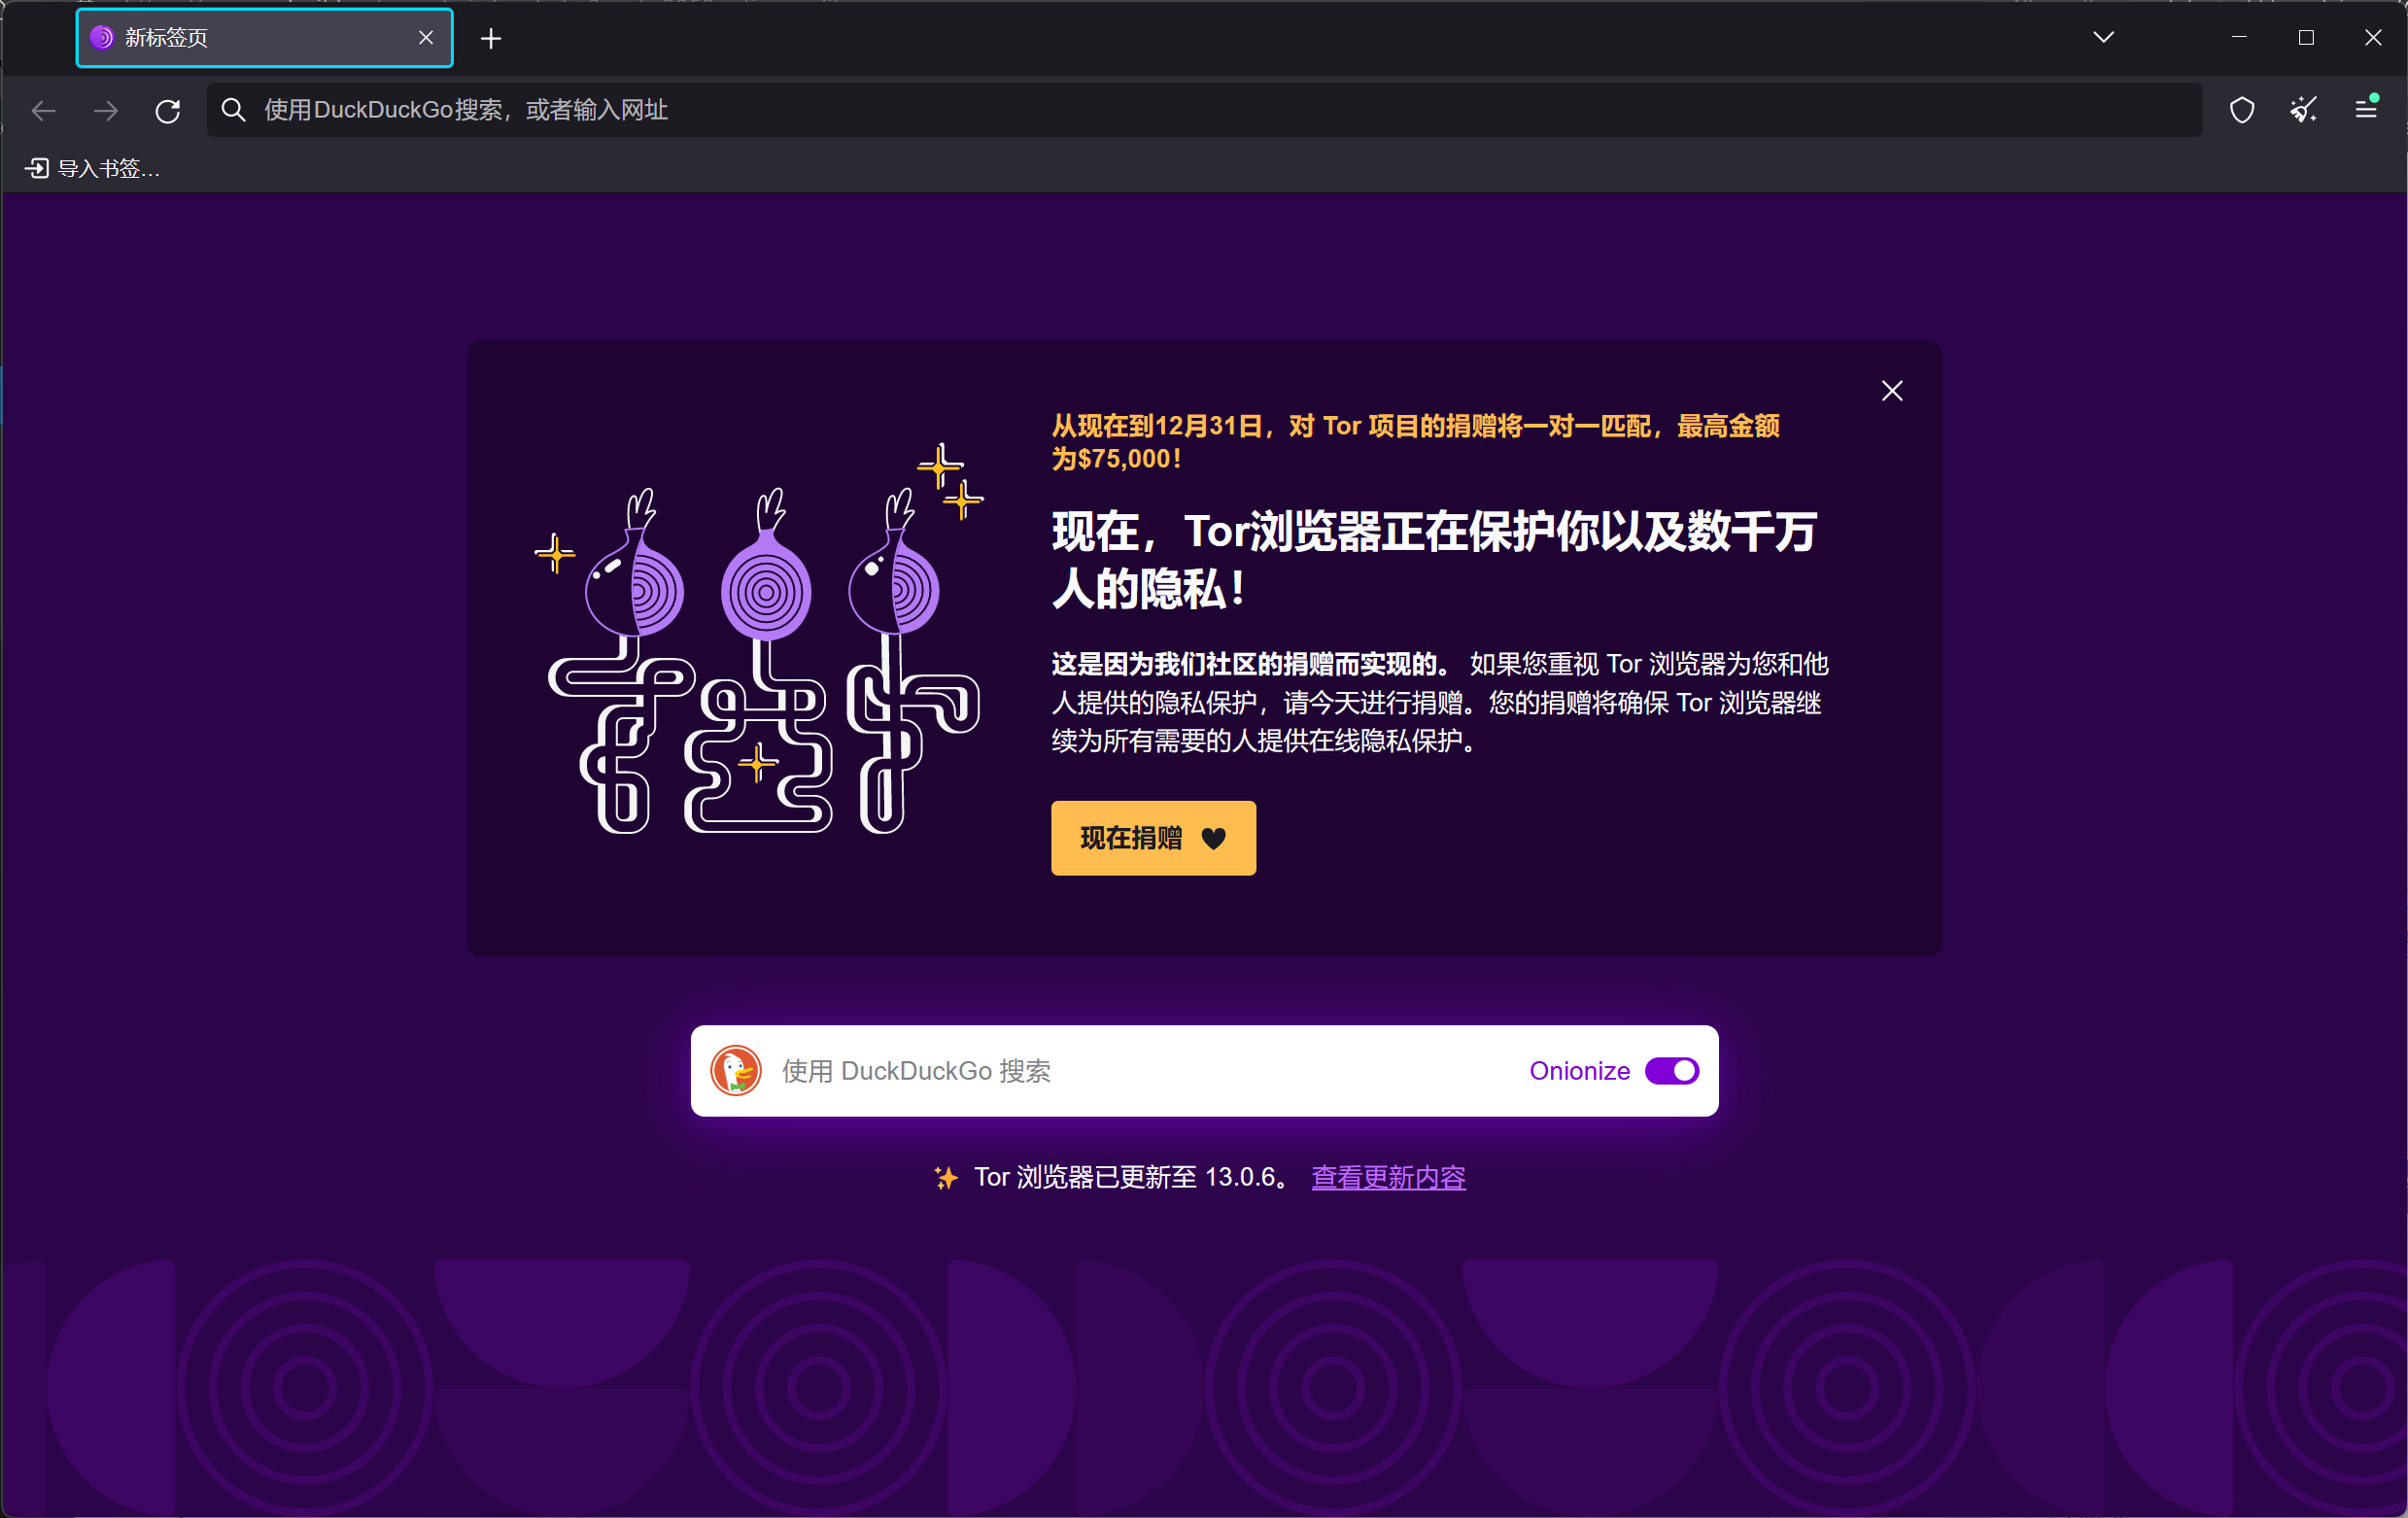 新标签页
使用DuckDuckGo搜索，或者输入网址
导入书签…
从现在到12月31日，对 Tor 项目的捐赠将一对一匹配，最高金额
为$75,000！
现在，Tor浏览器正在保护你以及数千万
人的隐私！
这是因为我们社区的捐赠而实现的。 如果您重视 Tor 浏览器为您和他
人提供的隐私保护，请今天进行捐赠。您的捐赠将确保 Tor 浏览器继
续为所有需要的人提供在线隐私保护。
现在捐赠
使用 DuckDuckGo 搜索
Onionize
Tor 浏览器已更新至 13.0.6。 查看更新内容